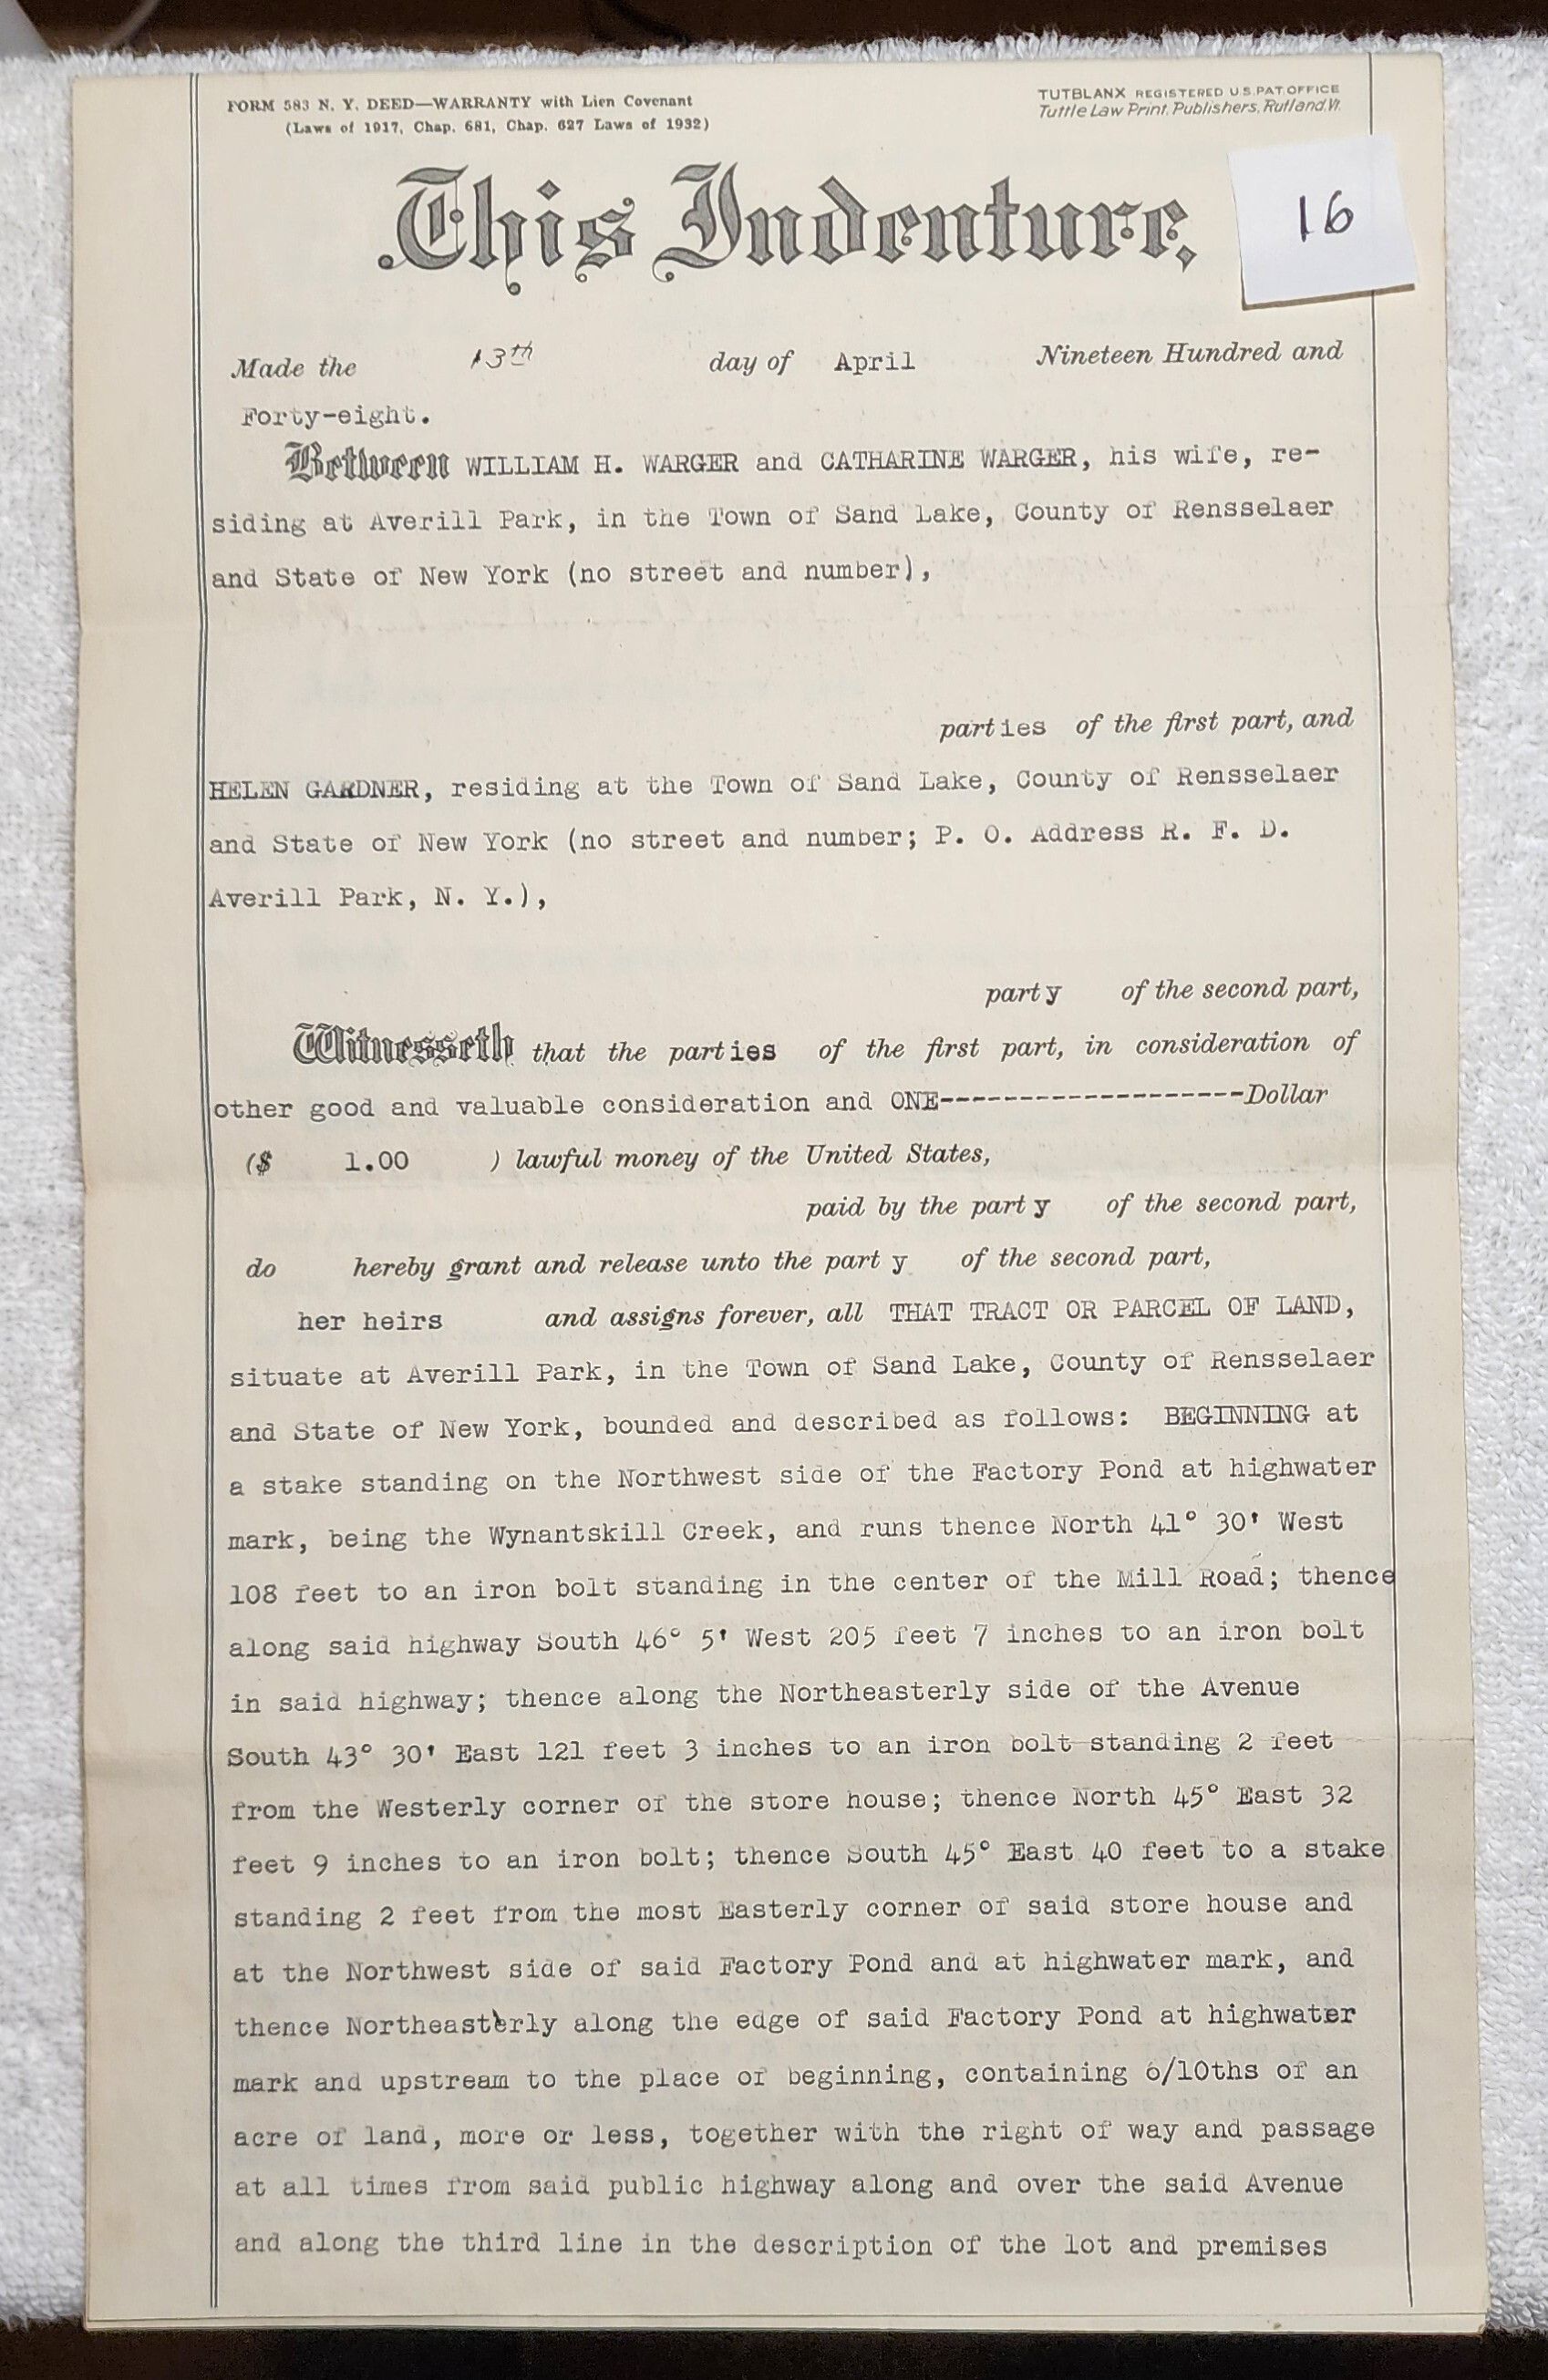 FORM 583 N. Y. DEED—WARRANTY with Lien Covenant
(Laws of 1917, Chap. 681, Chap. 627 Laws of 1932)
TUTBLANX REGISTERED U.S. PAT. OFFICE
Tuttle Law Print, Publishers, Rutland, Vt.
This Indenture,
16
Made the 13th day of April Nineteen Hundred and
Forty-eight.
Between WILLIAM H. WARGER and CATHARINE WARGER, his wife, re-
siding at Averill Park, in the Town of Sand Lake, County of Rensselaer
and State of New York (no street and number),
parties of the first part, and
HELEN GARDNER, residing at the Town of Sand Lake, County of Rensselaer
and State of New York (no street and number; P. O. Address R. F. D.
Averill Park, N. Y.),
party of the second part,
Witnesseth that the parties of the first part, in consideration of
other good and valuable consideration and ONE-------------------Dollar
($ 1.00 ) lawful money of the United States,
paid by the party of the second part,
do hereby grant and release unto the party of the second part,
her heirs and assigns forever, all THAT TRACT OR PARCEL OF LAND,
situate at Averill Park, in the Town of Sand Lake, County of Rensselaer
and State of New York, bounded and described as follows: BEGINNING at
a stake standing on the Northwest side of the Factory Pond at highwater
mark, being the Wynantskill Creek, and runs thence North 41° 30' West
108 feet to an iron bolt standing in the center of the Mill Road; thence
along said highway South 46° 5' West 205 feet 7 inches to an iron bolt
in said highway; thence along the Northeasterly side of the Avenue
South 43° 30' East 121 feet 3 inches to an iron bolt standing 2 feet
from the Westerly corner of the store house; thence North 45° East 32
feet 9 inches to an iron bolt; thence South 45° East 40 feet to a stake
standing 2 feet from the most Easterly corner of said store house and
at the Northwest side of said Factory Pond and at highwater mark, and
thence Northeasterly along the edge of said Factory Pond at highwater
mark and upstream to the place of beginning, containing 6/10ths of an
acre of land, more or less, together with the right of way and passage
at all times from said public highway along and over the said Avenue
and along the third line in the description of the lot and premises